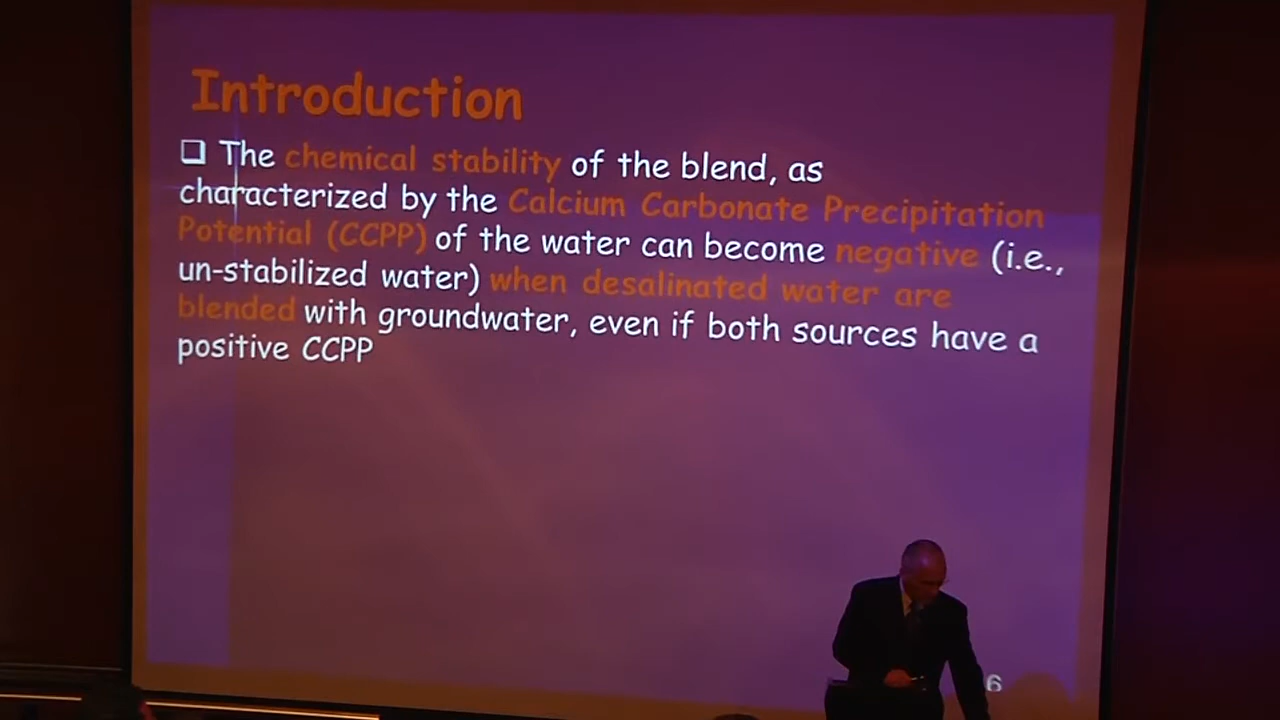 Introduction
❑ The chemical stability of the blend, as
characterized by the Calcium Carbonate Precipitation
Potential (CCPP) of the water can become negative (i.e.,
un-stabilized water) when desalinated water are
blended with groundwater, even if both sources have a
positive CCPP
6